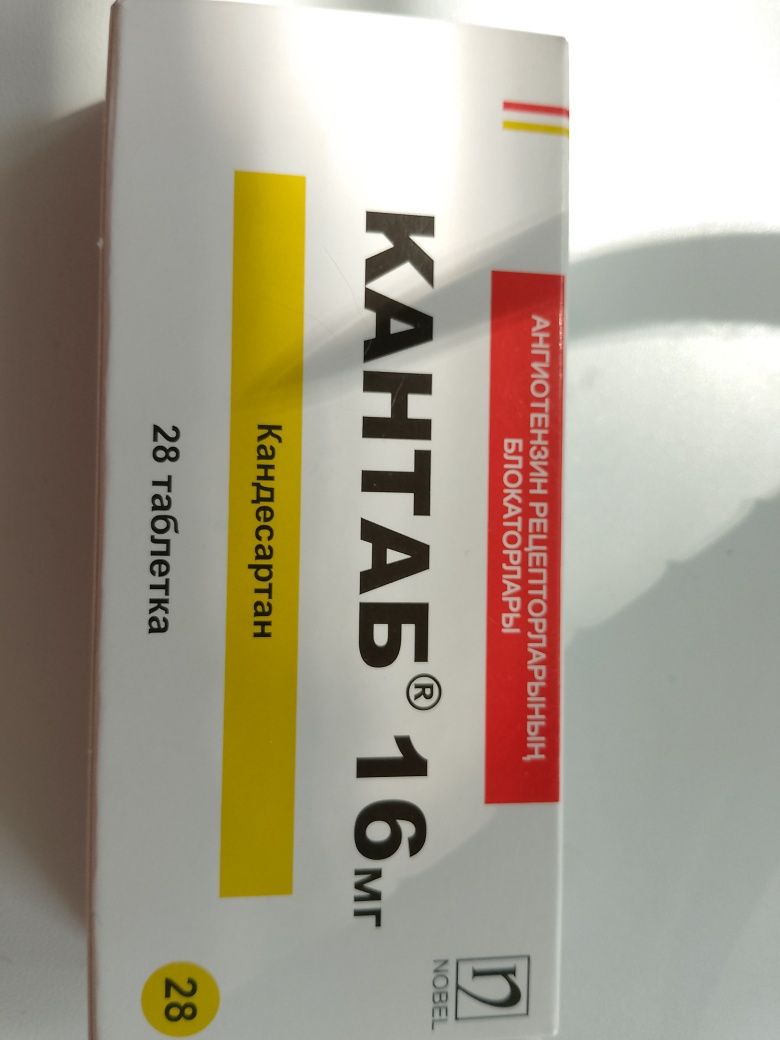 АНГИОТЕНЗИН РЕЦЕПТОРЛАРЫНЫҢ
БЛОКАТОРЛАРЫ
КАНТАБ® 16мг
Кандесартан
28 таблетка
NOBEL
28